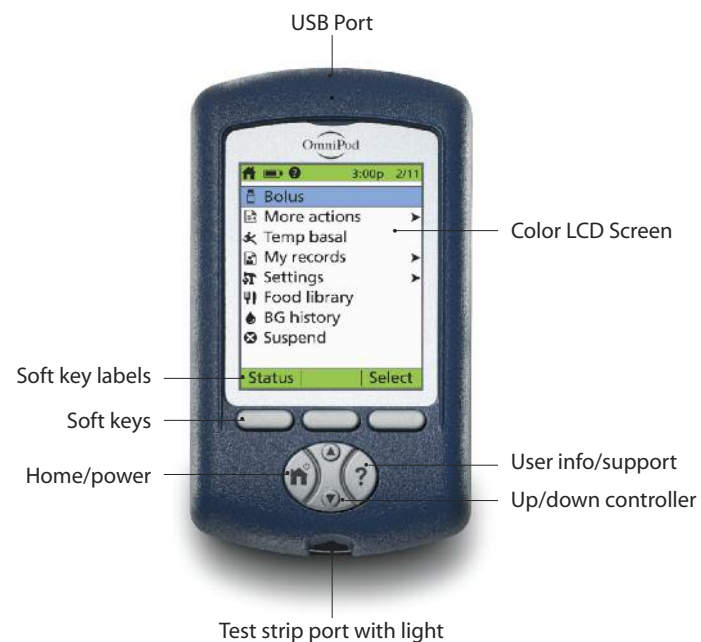 USB Port
OmniPod
? 3:00p 2/11
Bolus
More actions
Temp basal
My records
Settings
Food library
BG history
Suspend
Status Select
Color LCD Screen
Soft key labels
Soft keys
Home/power
?
User info/support
Up/down controller
Test strip port with light